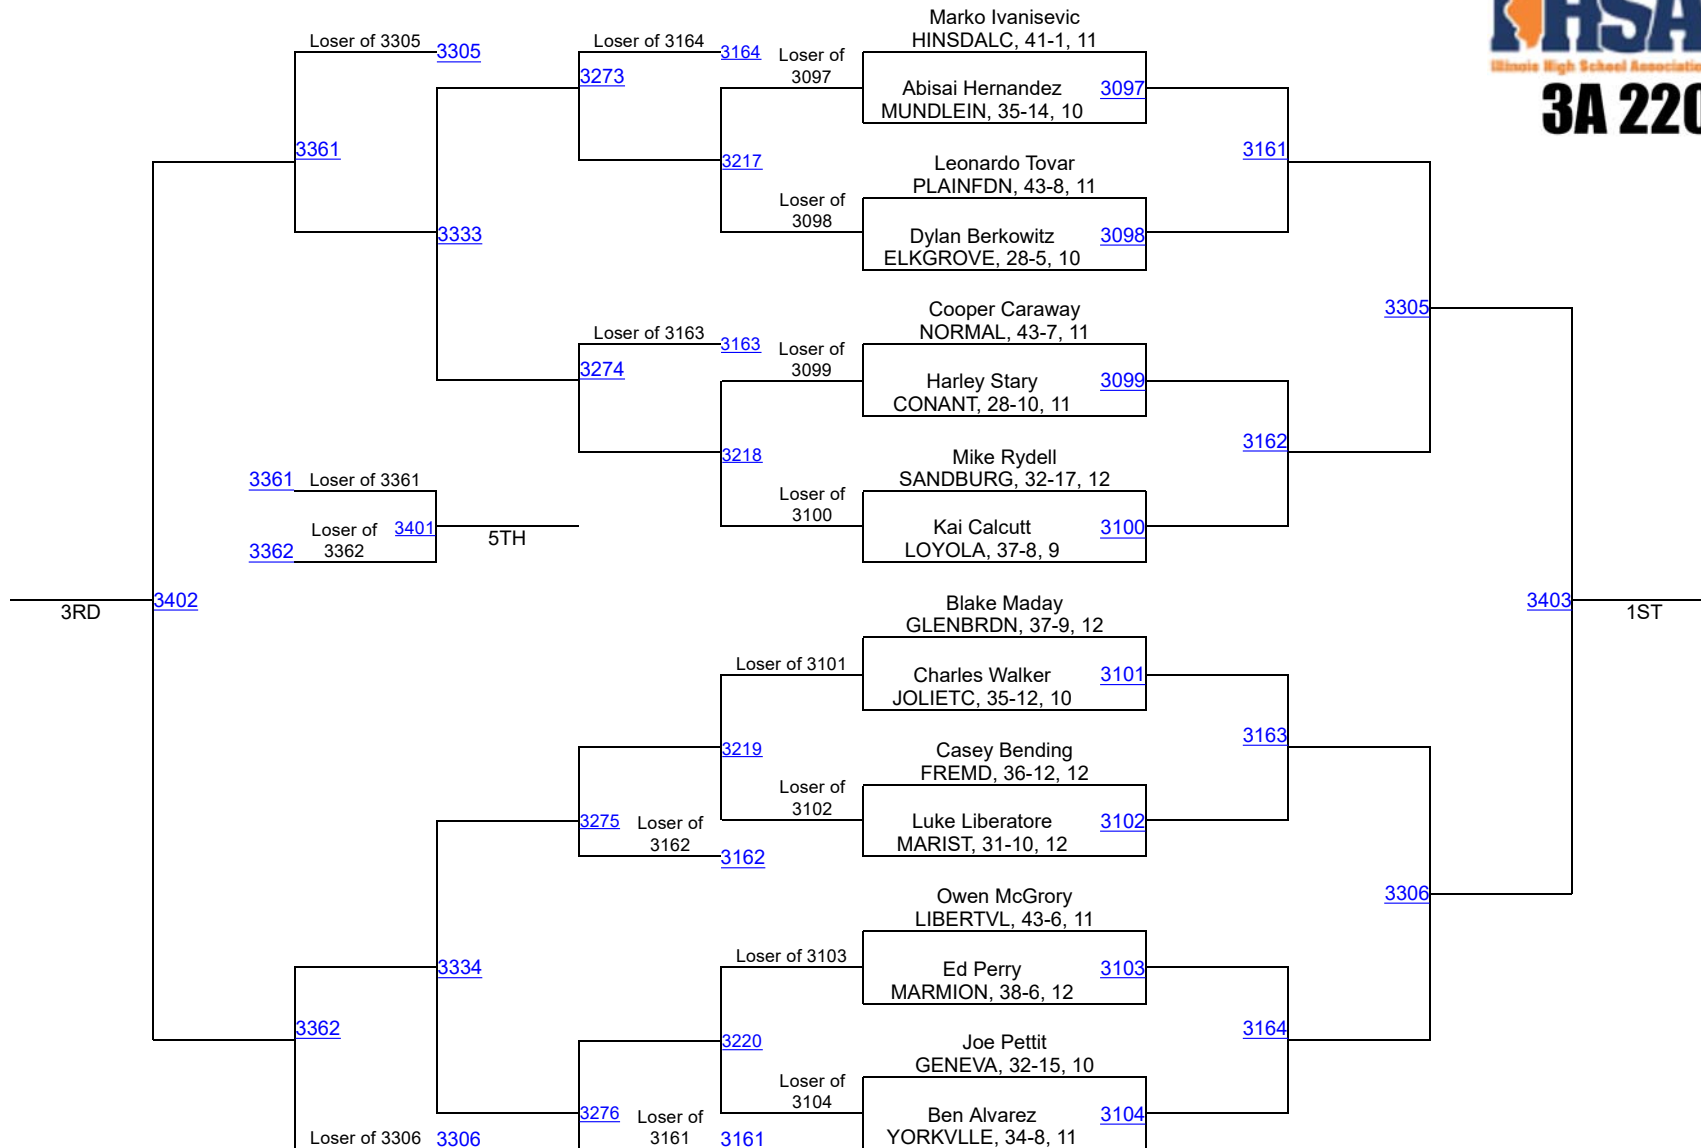 HSA
Illinois High School Associatio
3A 220
Marko Ivanisevic
HINSDALC, 41-1, 11
Loser of 3305
3305
Loser of 3164
3164
Loser of
3097
3273
Abisai Hernandez
MUNDLEIN, 35-14, 10
3097
3361
3217
3161
Leonardo Tovar
PLAINFDN, 43-8, 11
Loser of
3098
3333
Dylan Berkowitz
ELKGROVE, 28-5, 10
3098
Cooper Caraway
NORMAL, 43-7, 11
3305
Loser of 3163
3163
Loser of
3099
3274
Harley Stary
CONANT, 28-10, 11
3099
3218
3162
Mike Rydell
SANDBURG, 32-17, 12
3361
Loser of 3361
Loser of
3100
Loser of
3362
3401
5TH
3362
Kai Calcutt
LOYOLA, 37-8, 9
3100
3RD
3402
Blake Maday
GLENBRDN, 37-9, 12
3403
1ST
Loser of 3101
Charles Walker
JOLIETC, 35-12, 10
3101
3219
3163
Casey Bending
FREMD, 36-12, 12
Loser of
3102
3275
Loser of
3162
3162
Luke Liberatore
MARIST, 31-10, 12
3102
Owen McGrory
LIBERTVL, 43-6, 11
3306
Loser of 3103
3334
Ed Perry
MARMION, 38-6, 12
3103
3362
3220
3164
Joe Pettit
GENEVA, 32-15, 10
Loser of
3104
3276
Loser of
3161
3161
Ben Alvarez
YORKVLLE, 34-8, 11
3104
Loser of 3306
3306